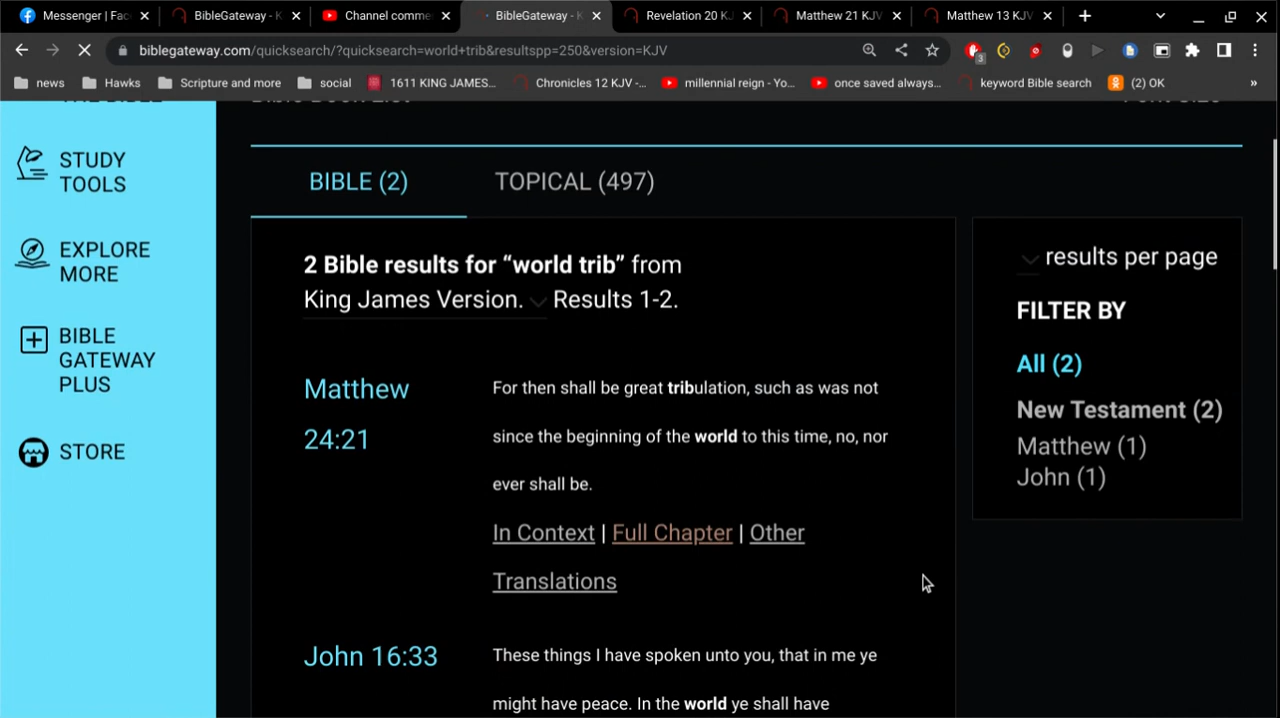 Messenger | Fac
BibleGateway - K
Channel comme
BibleGateway - K
Revelation 20 KJ
Matthew 21 KJV
Matthew 13 KJV
biblegateway.com/quicksearch/?quicksearch=world+trib&resultspp=250&version=KJV
3
news
Hawks
Scripture and more
social
1611 KING JAMES...
Chronicles 12 KJV -...
millennial reign - Yo...
once saved always...
keyword Bible search
(2) OK
»
STUDY
TOOLS
EXPLORE
MORE
BIBLE
GATEWAY
PLUS
STORE
BIBLE (2)
TOPICAL (497)
2 Bible results for “world trib” from
King James Version. Results 1-2.
Matthew
24:21
For then shall be great tribulation, such as was not
since the beginning of the world to this time, no, nor
ever shall be.
In Context | Full Chapter | Other
Translations
John 16:33
These things I have spoken unto you, that in me ye
might have peace. In the world ye shall have
results per page
FILTER BY
All (2)
New Testament (2)
Matthew (1)
John (1)